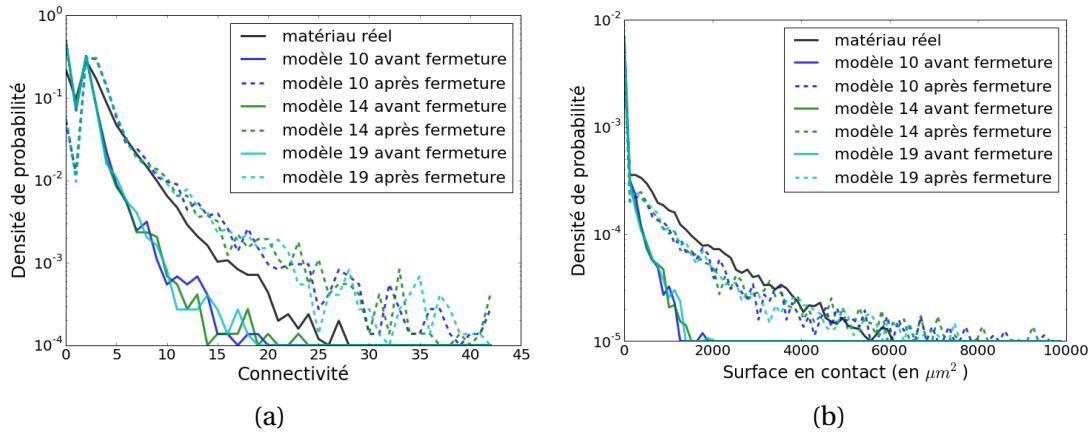 10^0
10^-1
10^-2
10^-3
10^-4
Densité de probabilité
matériau réel
modèle 10 avant fermeture
modèle 10 après fermeture
modèle 14 avant fermeture
modèle 14 après fermeture
modèle 19 avant fermeture
modèle 19 après fermeture
0 5 10 15 20 25 30 35 40 45
Connectivité
(a)
10^-2
10^-3
10^-4
10^-5
Densité de probabilité
matériau réel
modèle 10 avant fermeture
modèle 10 après fermeture
modèle 14 avant fermeture
modèle 14 après fermeture
modèle 19 avant fermeture
modèle 19 après fermeture
0 2000 4000 6000 8000 10000
Surface en contact (en μm²)
(b)